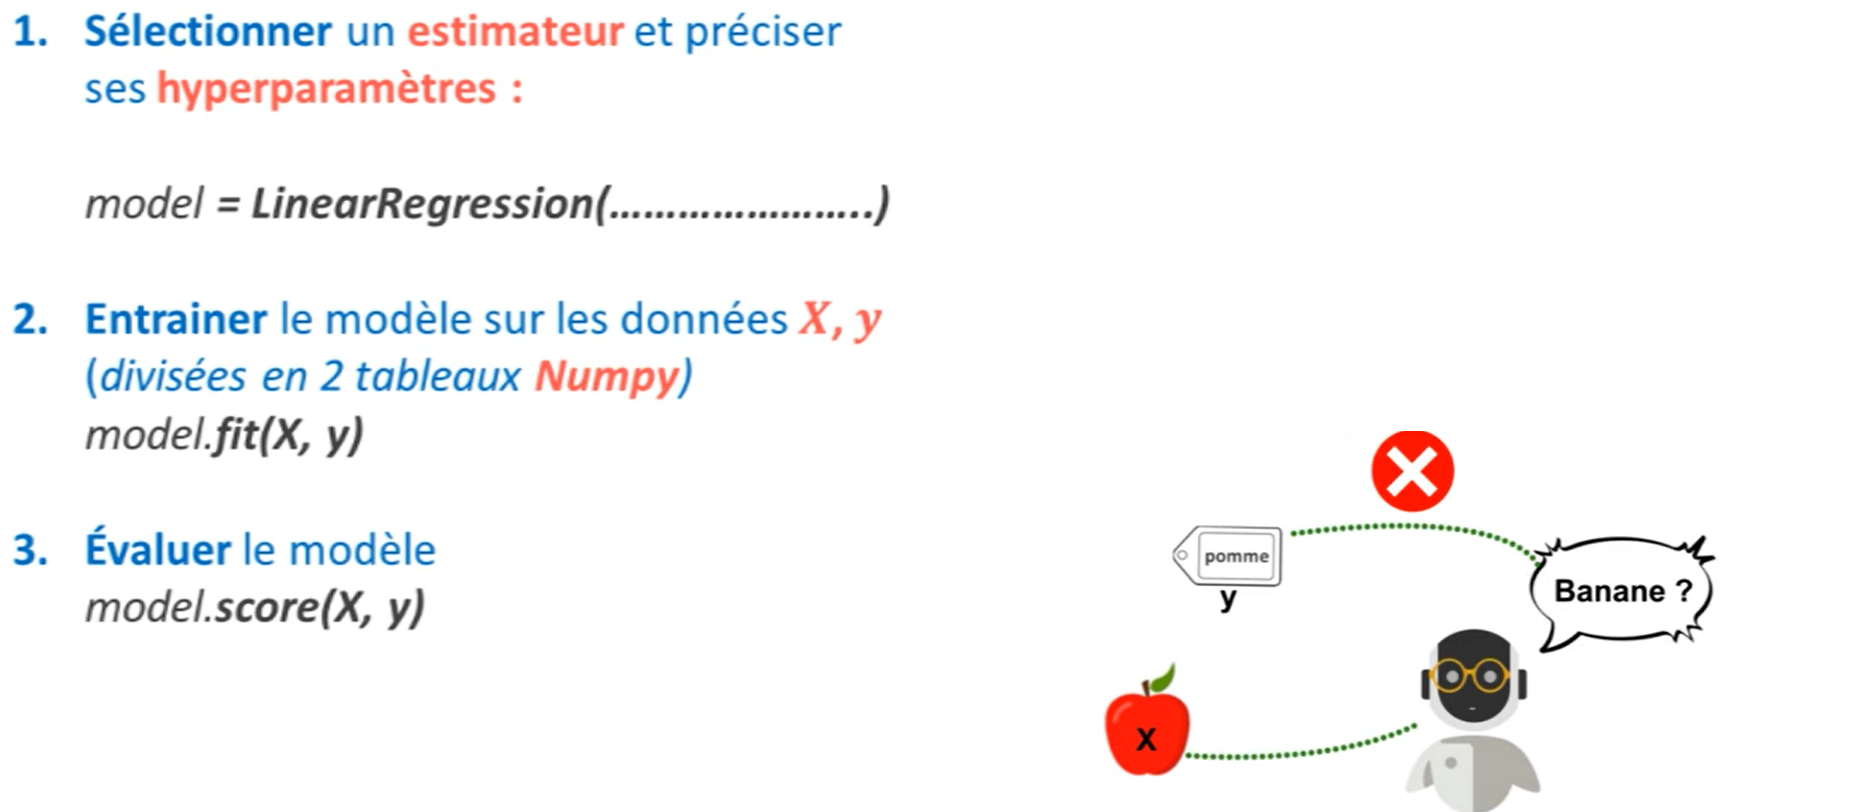 1. Sélectionner un estimateur et préciser
ses hyperparamètres :
model = LinearRegression(........................)
2. Entrainer le modèle sur les données X, y
(divisées en 2 tableaux Numpy)
model.fit(X, y)
3. Évaluer le modèle
model.score(X, y)
pomme
y
Banane ?
X